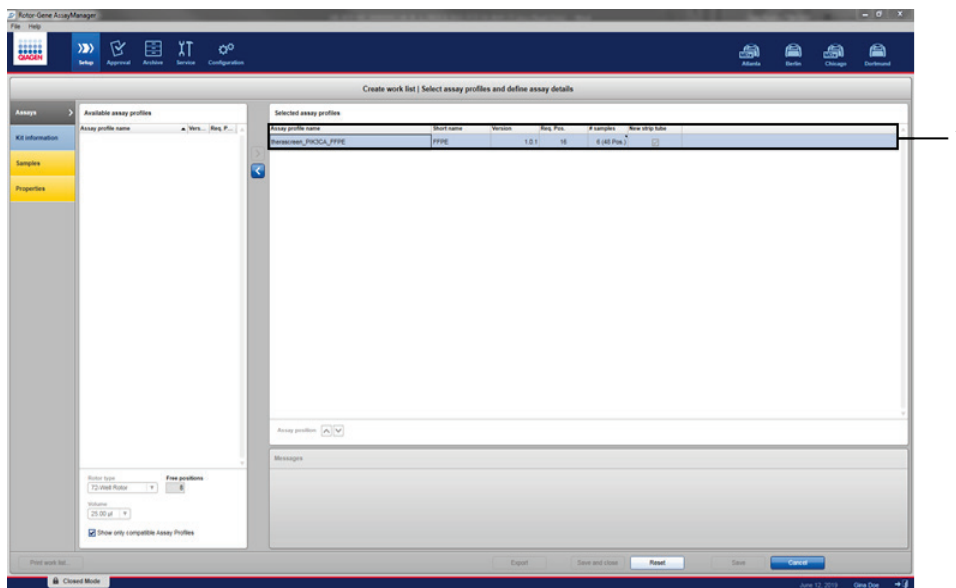 Rotor-Gene AssayManager
File Help
QIAGEN
Setup Approval Archive Service Configuration
Atlanta Berlin Chicago Dortmund
Create work list | Select assay profiles and define assay details
Assays
Kit information
Samples
Properties
Available assay profiles
Assay profile name Vers... Req. P...
Selected assay profiles
Assay profile name Short name Version Req. Pos. # samples New strip tube
therascreen_PIK3CA_FFPE FFPE 1.0.1 16 6 (48 Pos.)
Assay position
Messages
Rotor type Free positions
72-Well Rotor 8
Volume
25.00 µl
Show only compatible Assay Profiles
Print work list... Export Save and close Reset Save Cancel
Closed Mode June 12, 2019 Gina Doe